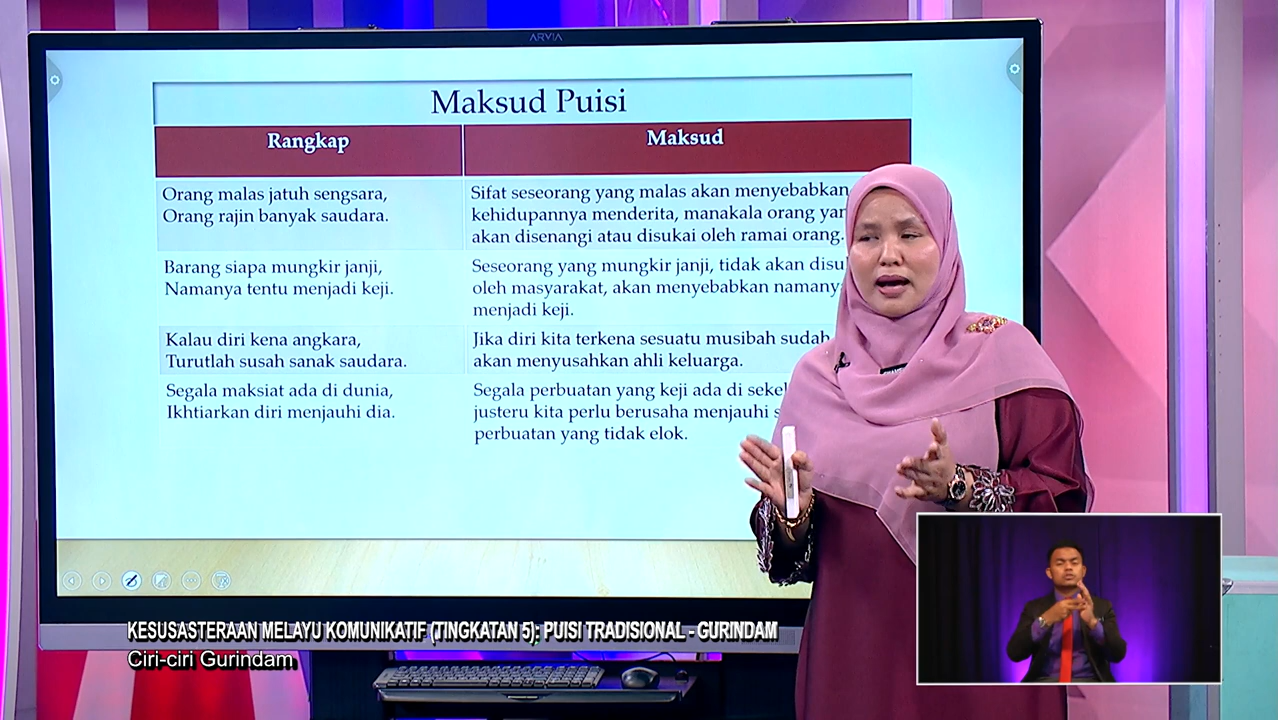 ARVIA
Maksud Puisi
Rangkap
Maksud
Orang malas jatuh sengsara,
Orang rajin banyak saudara.
Sifat seseorang yang malas akan menyebabkan
kehidupannya menderita, manakala orang
akan disenangi atau disukai oleh ramai orang.
Barang siapa mungkir janji,
Namanya tentu menjadi keji.
Seseorang yang mungkir janji, tidak akan
oleh masyarakat, akan menyebabkan
menjadi keji.
Kalau diri kena angkara,
Turutlah susah sanak saudara.
Jika diri kita terkena sesuatu musibah sudah
akan menyusahkan ahli keluarga.
Segala maksiat ada di dunia,
Ikhtiarkan diri menjauhi dia.
Segala perbuatan yang keji ada di
justeru kita perlu berusaha menjauhi
perbuatan yang tidak elok.
KESUSASTERAAN MELAYU KOMUNIKATIF (TINGKATAN 5): PUISI TRADISIONAL - GURINDAM
Ciri-ciri Gurindam